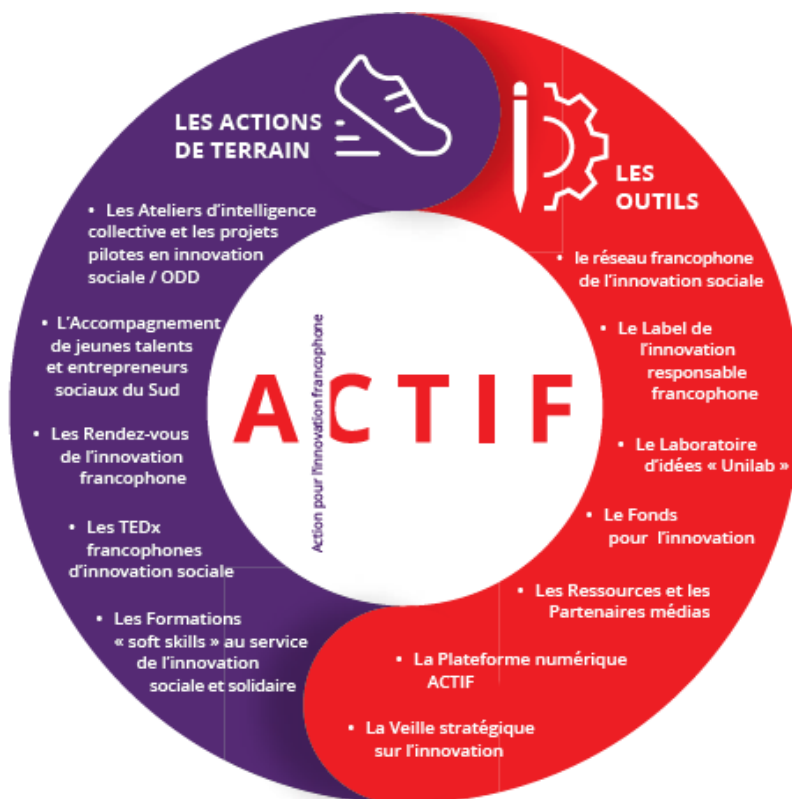 LES ACTIONS
DE TERRAIN
• Les Ateliers d'intelligence
collective et les projets
pilotes en innovation
sociale / ODD
• L'Accompagnement
de jeunes talents
et entrepreneurs
sociaux du Sud
• Les Rendez-vous
de l'innovation
francophone
• Les TEDx
francophones
d'innovation sociale
• Les Formations
« soft skills » au service
de l'innovation
sociale et solidaire
ACTIF
Action pour l'innovation francophone
LES
OUTILS
• le réseau francophone
de l'innovation sociale
• Le Label de
l'innovation
responsable
francophone
• Le Laboratoire
d'idées « Unilab »
• Le Fonds
pour l'innovation
• Les Ressources et les
Partenaires médias
• La Plateforme numérique
ACTIF
• La Veille stratégique
sur l'innovation